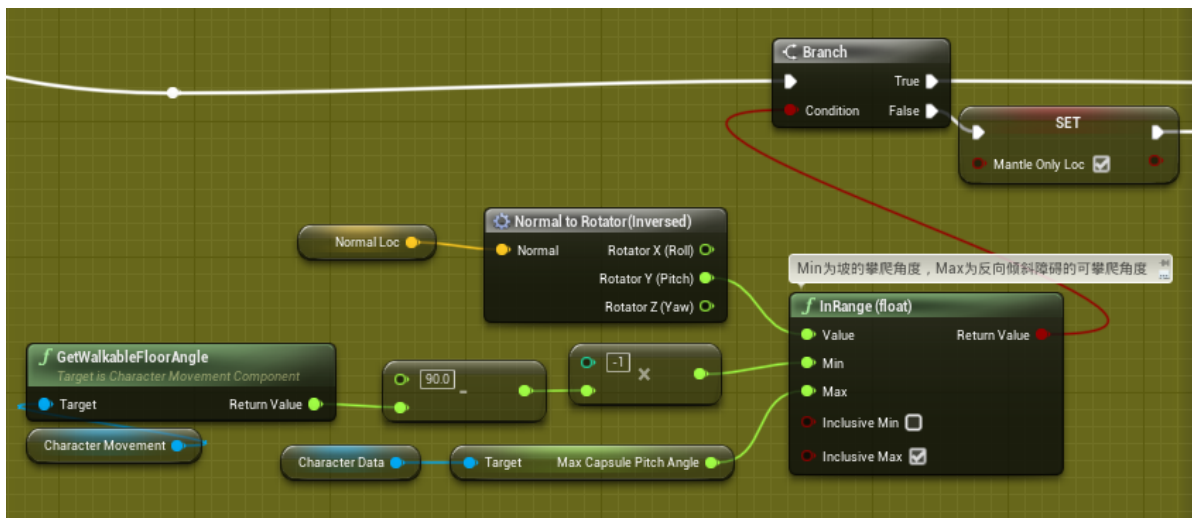 Branch
True
Condition
False
SET
Mantle Only Loc
Normal to Rotator(Inversed)
Normal Loc
Normal
Rotator X (Roll)
Rotator Y (Pitch)
Rotator Z (Yaw)
Min为坡的攀爬角度，Max为反向倾斜障碍的可攀爬角度
f InRange (float)
Value
Return Value
Min
Max
Inclusive Min
Inclusive Max
f GetWalkableFloorAngle
Target is Character Movement Component
Target
Return Value
90.0
-
-1
×
Character Movement
Character Data
Target
Max Capsule Pitch Angle